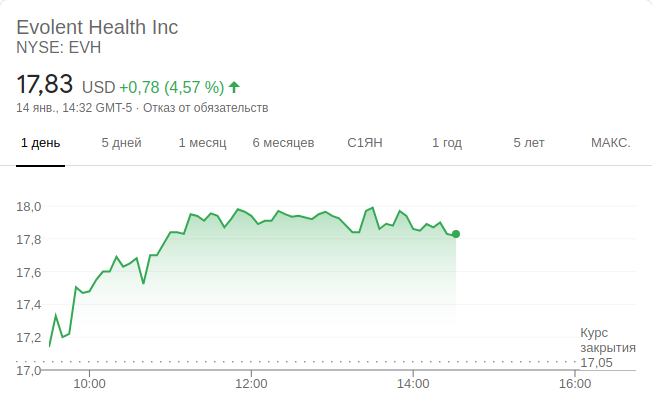 Evolent Health Inc
NYSE: EVH
17,83 USD +0,78 (4,57 %)
14 янв., 14:32 GMT-5 · Отказ от обязательств
1 день 5 дней 1 месяц 6 месяцев С1ЯН 1 год 5 лет МАКС.
18,0
17,8
17,6
17,4
17,2
17,0
Курс
закрытия
17,05
10:00 12:00 14:00 16:00